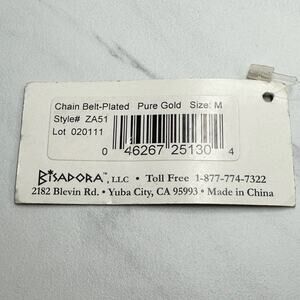 Chain Belt-Plated Pure Gold Size: M
Style# ZA51
Lot 020111
0 46267 25130 4
BISADORA™, LLC • Toll Free 1-877-774-7322
2182 Blevin Rd. • Yuba City, CA 95993 • Made in China